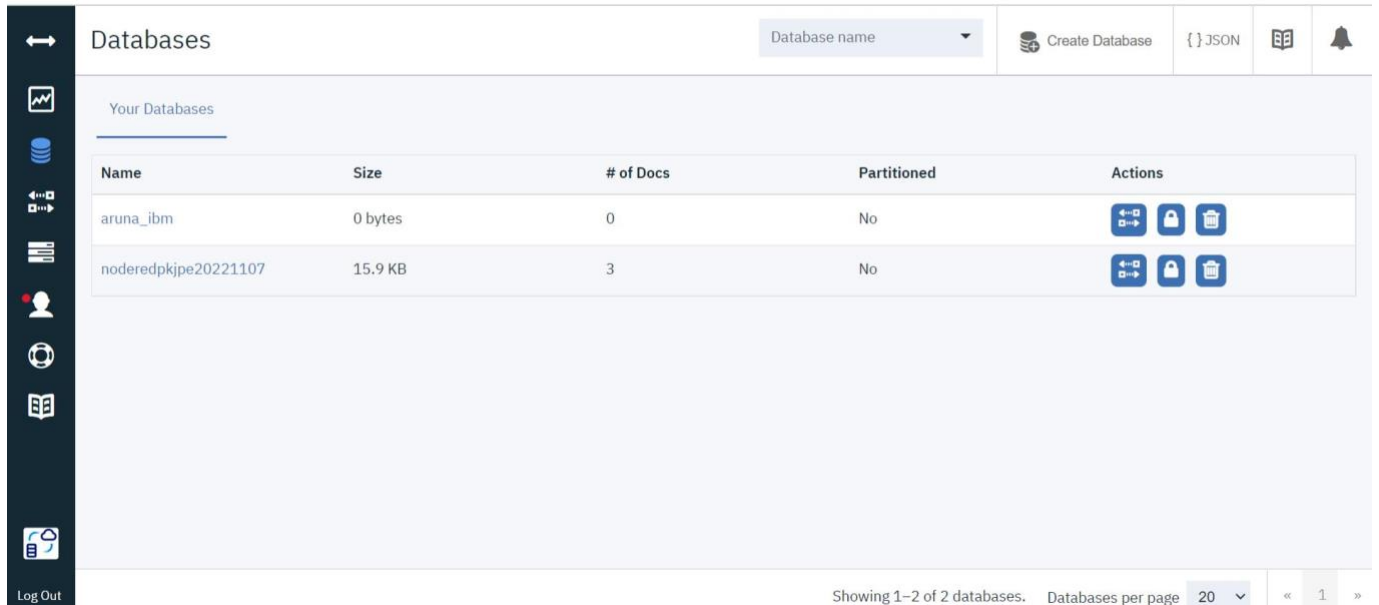 Databases
Database name
Create Database
{ } JSON
Your Databases
Name Size # of Docs Partitioned Actions
aruna_ibm 0 bytes 0 No
noderedpkjpe20221107 15.9 KB 3 No
Log Out
Showing 1–2 of 2 databases. Databases per page 20 « 1 »